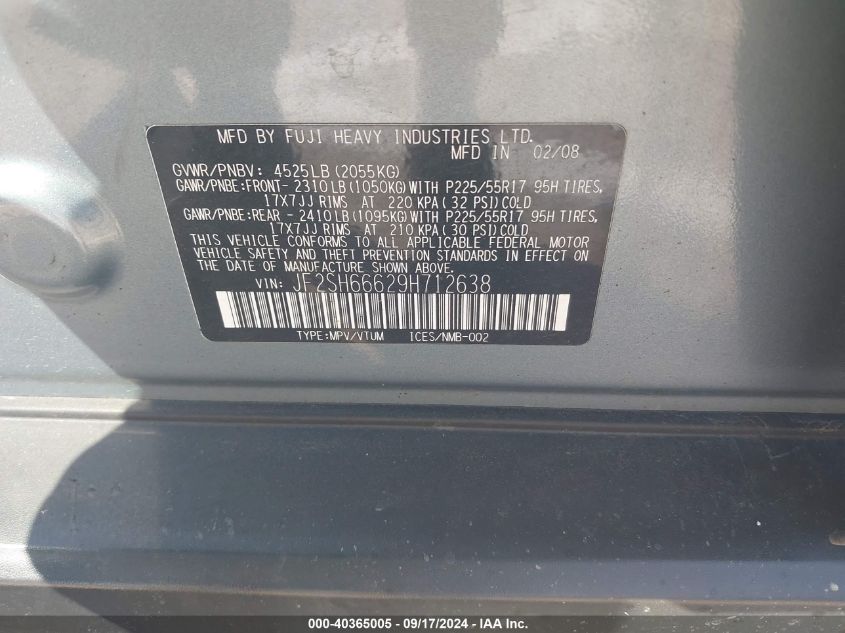 MFD BY FUJI HEAVY INDUSTRIES LTD.
MFD IN 02/08
GVWR/PNBV: 4525LB(2055KG)
GAWR/PNBE:FRONT- 2310LB(1050KG)WITH P225/55R17 95H TIRES,
17X7JJ RIMS AT 220 KPA( 32 PSI)COLD
GAWR/PNBE:REAR - 2410LB(1095KG)WITH P225/55R17 95H TIRES,
17X7JJ RIMS AT 210 KPA( 30 PSI)COLD
THIS VEHICLE CONFORMS TO ALL APPLICABLE FEDERAL MOTOR
VEHICLE SAFETY AND THEFT PREVENTION STANDARDS IN EFFECT ON
THE DATE OF MANUFACTURE SHOWN ABOVE.
VIN: JF2SH66629H712638
TYPE:MPV/VTUM ICES/NMB-002
000-40365005 - 09/17/2024 - IAA Inc.